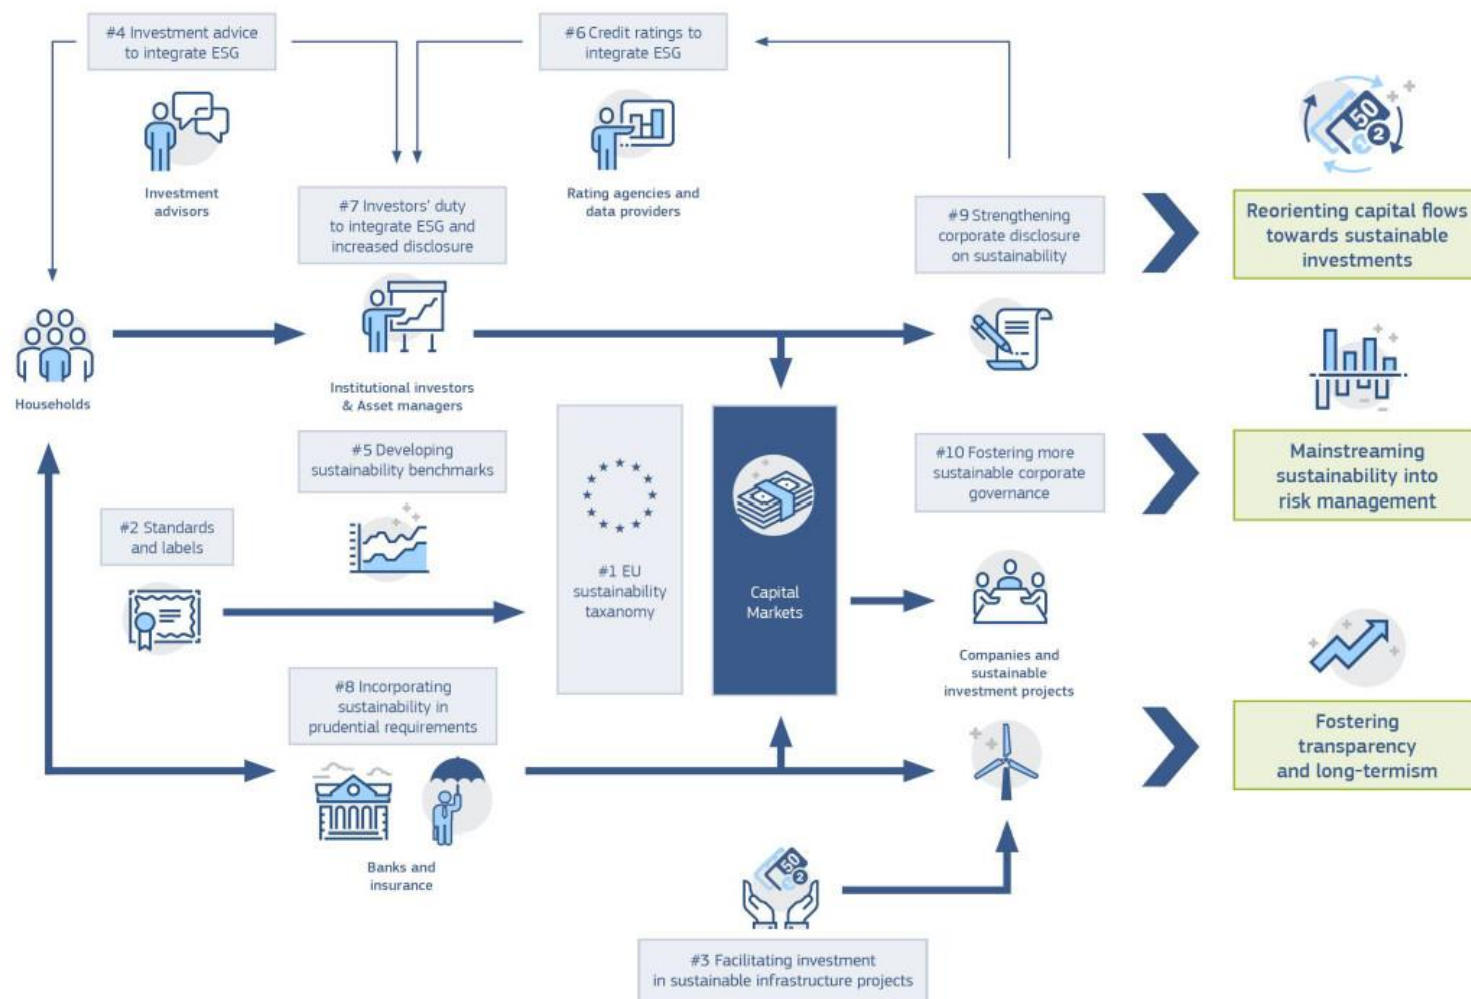 #4 Investment advice
to integrate ESG
#6 Credit ratings to
integrate ESG
Investment
advisors
Rating agencies and
data providers
#7 Investors' duty
to integrate ESG and
increased disclosure
#9 Strengthening
corporate disclosure
on sustainability
50
2
Reorienting capital flows
towards sustainable
investments
Households
Institutional investors
& Asset managers
#5 Developing
sustainability benchmarks
#10 Fostering more
sustainable corporate
governance
Mainstreaming
sustainability into
risk management
#2 Standards
and labels
#1 EU
sustainability
taxanomy
Capital
Markets
Companies and
sustainable
investment projects
#8 Incorporating
sustainability in
prudential requirements
Fostering
transparency
and long-termism
Banks and
insurance
50
2
#3 Facilitating investment
in sustainable infrastructure projects